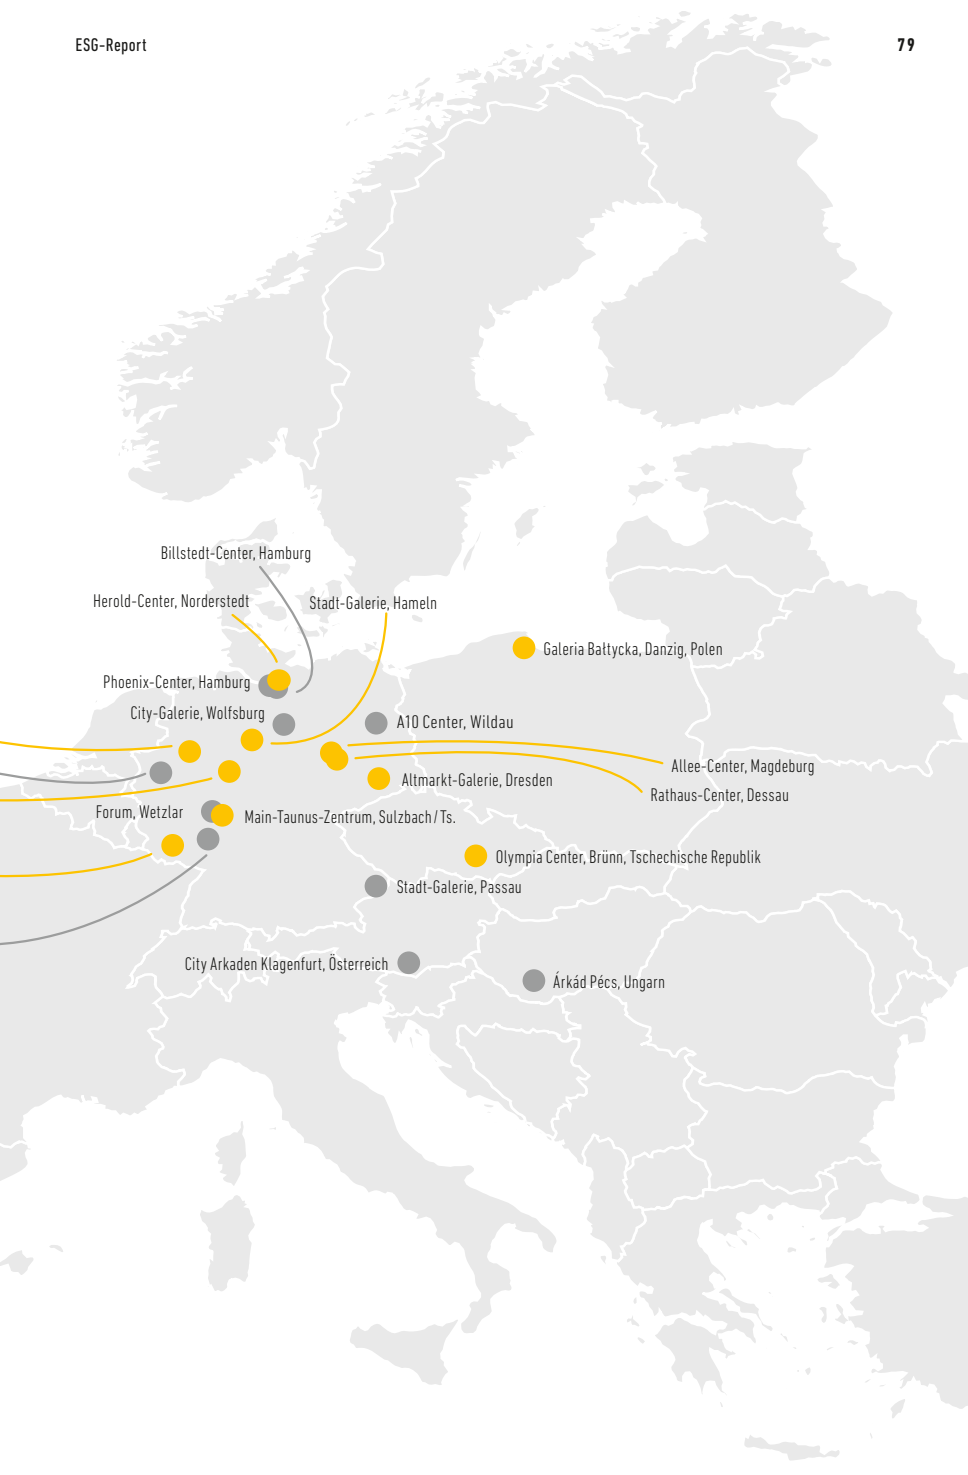 ESG-Report
79
Billstedt-Center, Hamburg
Herold-Center, Norderstedt
Stadt-Galerie, Hameln
Galeria Bałtycka, Danzig, Polen
Phoenix-Center, Hamburg
City-Galerie, Wolfsburg
A10 Center, Wildau
Allee-Center, Magdeburg
Altmarkt-Galerie, Dresden
Rathaus-Center, Dessau
Forum, Wetzlar
Main-Taunus-Zentrum, Sulzbach / Ts.
Olympia Center, Brünn, Tschechische Republik
Stadt-Galerie, Passau
City Arkaden Klagenfurt, Österreich
Árkád Pécs, Ungarn